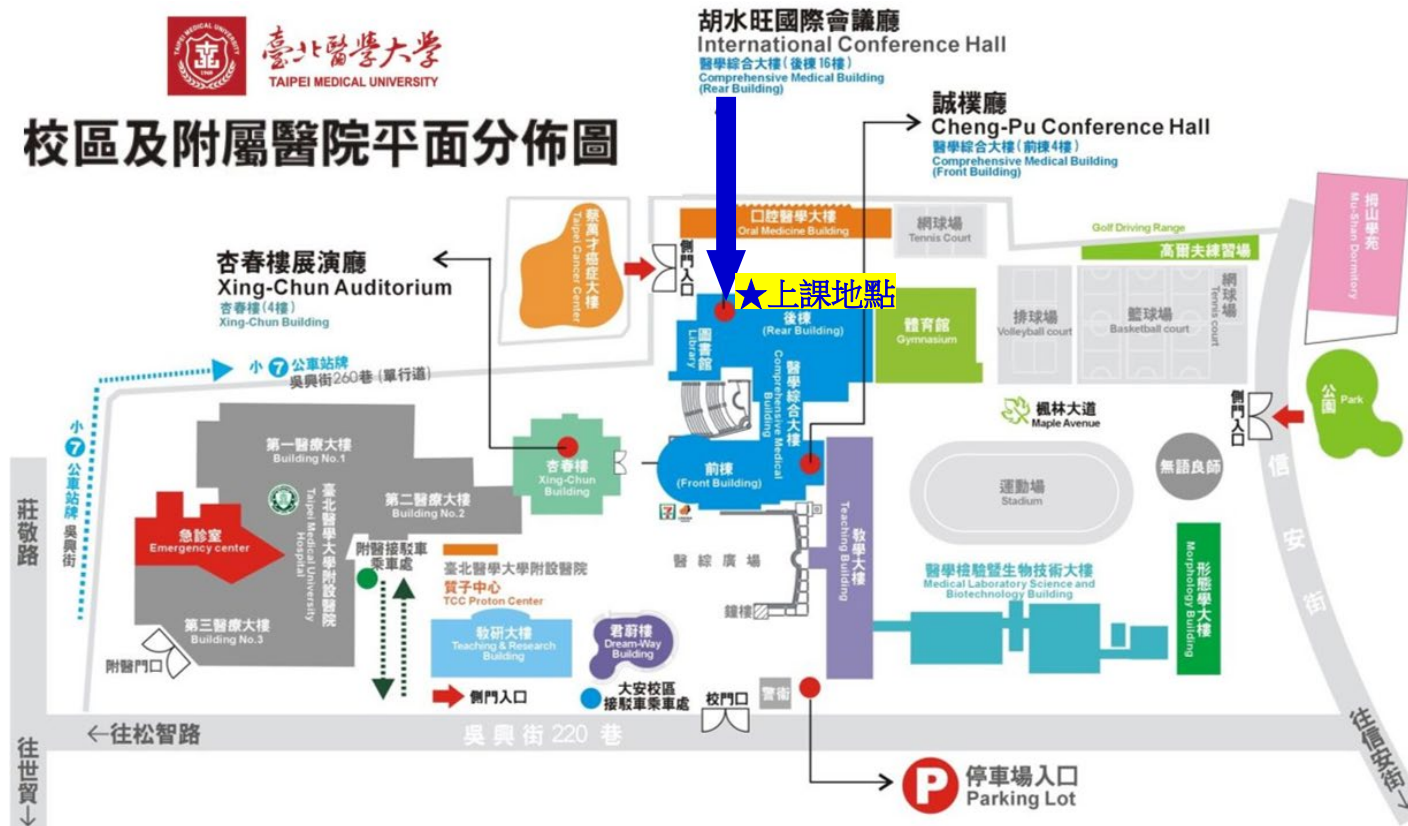 臺北醫學大学
TAIPEI MEDICAL UNIVERSITY
校區及附屬醫院平面分佈圖
胡水旺國際會議廳
International Conference Hall
醫學綜合大樓(後棟16樓)
Comprehensive Medical Building
(Rear Building)
誠樸廳
Cheng-Pu Conference Hall
醫學綜合大樓(前棟4樓)
Comprehensive Medical Building
(Front Building)
杏春樓展演廳
Xing-Chun Auditorium
杏春樓(4樓)
Xing-Chun Building
蔡萬才癌症大樓
Taipei Cancer Center
側門入口
口腔醫學大樓
Oral Medicine Building
網球場
Tennis Court
Golf Driving Range
高爾夫練習場
拇山學苑
Mu-Shan Dormitory
★上課地點
後棟
(Rear Building)
圖書館
Library
醫學綜合大樓
Comprehensive Medical
Building
體育館
Gymnasium
排球場
Volleyball court
籃球場
Basketball court
網球場
Tennis court
公園
Park
側門入口
楓林大道
Maple Avenue
小 7 公車站牌
吳興街260巷 (單行道)
小 7 公車站牌 吳興街
第一醫療大樓
Building No.1
第二醫療大樓
Building No.2
臺北醫學大學附設醫院
Taipei Medical University
Hospital
急診室
Emergency center
第三醫療大樓
Building No.3
附醫門口
附醫接駁車
乘車處
杏春樓
Xing-Chun
Building
前棟
(Front Building)
7 ELEVEN
醫綜廣場
鐘樓
教學大樓
Teaching Building
運動場
Stadium
無語良師
臺北醫學大學附設醫院
質子中心
TCC Proton Center
教研大樓
Teaching & Research
Building
君蔚樓
Dream-Way
Building
醫學檢驗暨生物技術大樓
Medical Laboratory Science and
Biotechnology Building
形態學大樓
Morphology Building
側門入口
大安校區
接駁車乘車處
校門口
警衛
莊敬路
往世貿↓
←往松智路
吳興街220巷
信安街
往信安街↓
P
停車場入口
Parking Lot